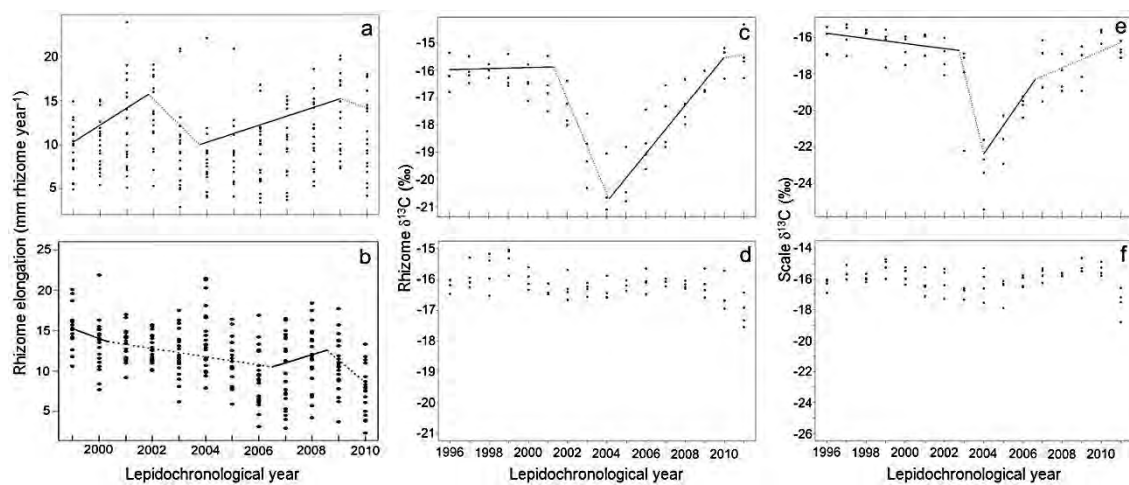 a
20
15
10
5
b
25
20
15
10
5
2000 2002 2004 2006 2008 2010
Lepidochronological year
Rhizome elongation (mm rhizome year⁻¹)
c
-15
-16
-17
-18
-19
-20
-21
d
-15
-16
-17
-18
-19
-20
-21
1996 1998 2000 2002 2004 2006 2008 2010
Lepidochronological year
Rhizome δ¹³C (‰)
e
-16
-18
-20
-22
-24
-26
f
-14
-16
-18
-20
-22
-24
-26
1996 1998 2000 2002 2004 2006 2008 2010
Lepidochronological year
Scale δ¹³C (‰)